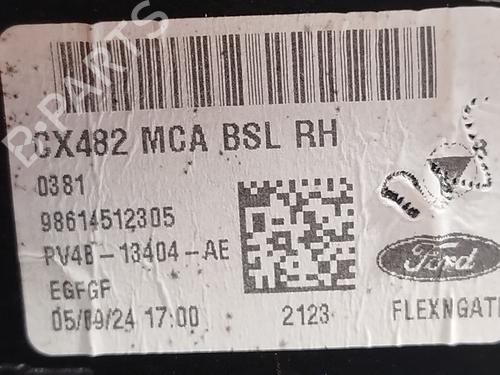 CX482 MCA BSL RH
0381
98614512305
PV4B-13404-AE
EGFGF
05/09/24 17:00
2123
R
Ford
FLEXNGATE
B-PARTS